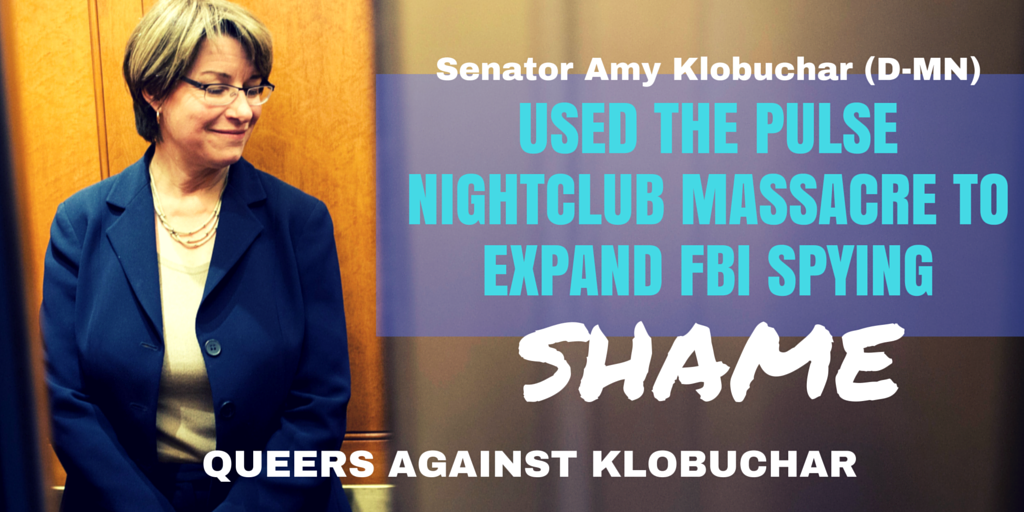 Senator Amy Klobuchar (D-MN)
USED THE PULSE
NIGHTCLUB MASSACRE TO
EXPAND FBI SPYING
SHAME
QUEERS AGAINST KLOBUCHAR